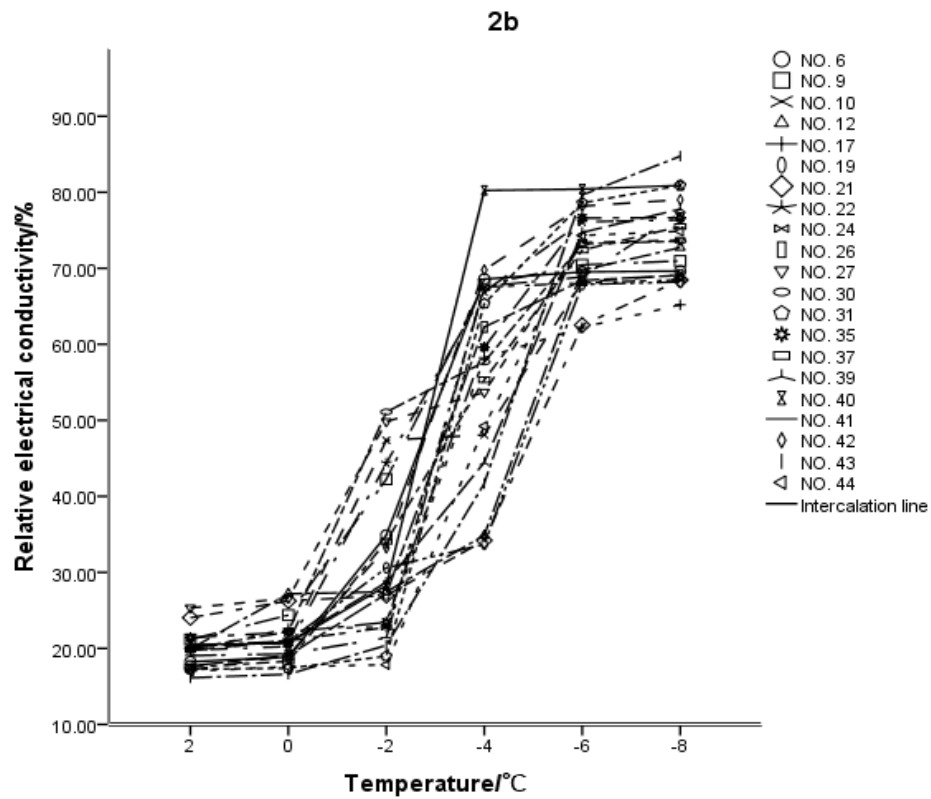 2b
Relative electrical conductivity/%
90.00
80.00
70.00
60.00
50.00
40.00
30.00
20.00
10.00
2 0 -2 -4 -6 -8
Temperature/°C
NO. 6
NO. 9
NO. 10
NO. 12
NO. 17
NO. 19
NO. 21
NO. 22
NO. 24
NO. 26
NO. 27
NO. 30
NO. 31
NO. 35
NO. 37
NO. 39
NO. 40
NO. 41
NO. 42
NO. 43
NO. 44
Intercalation line